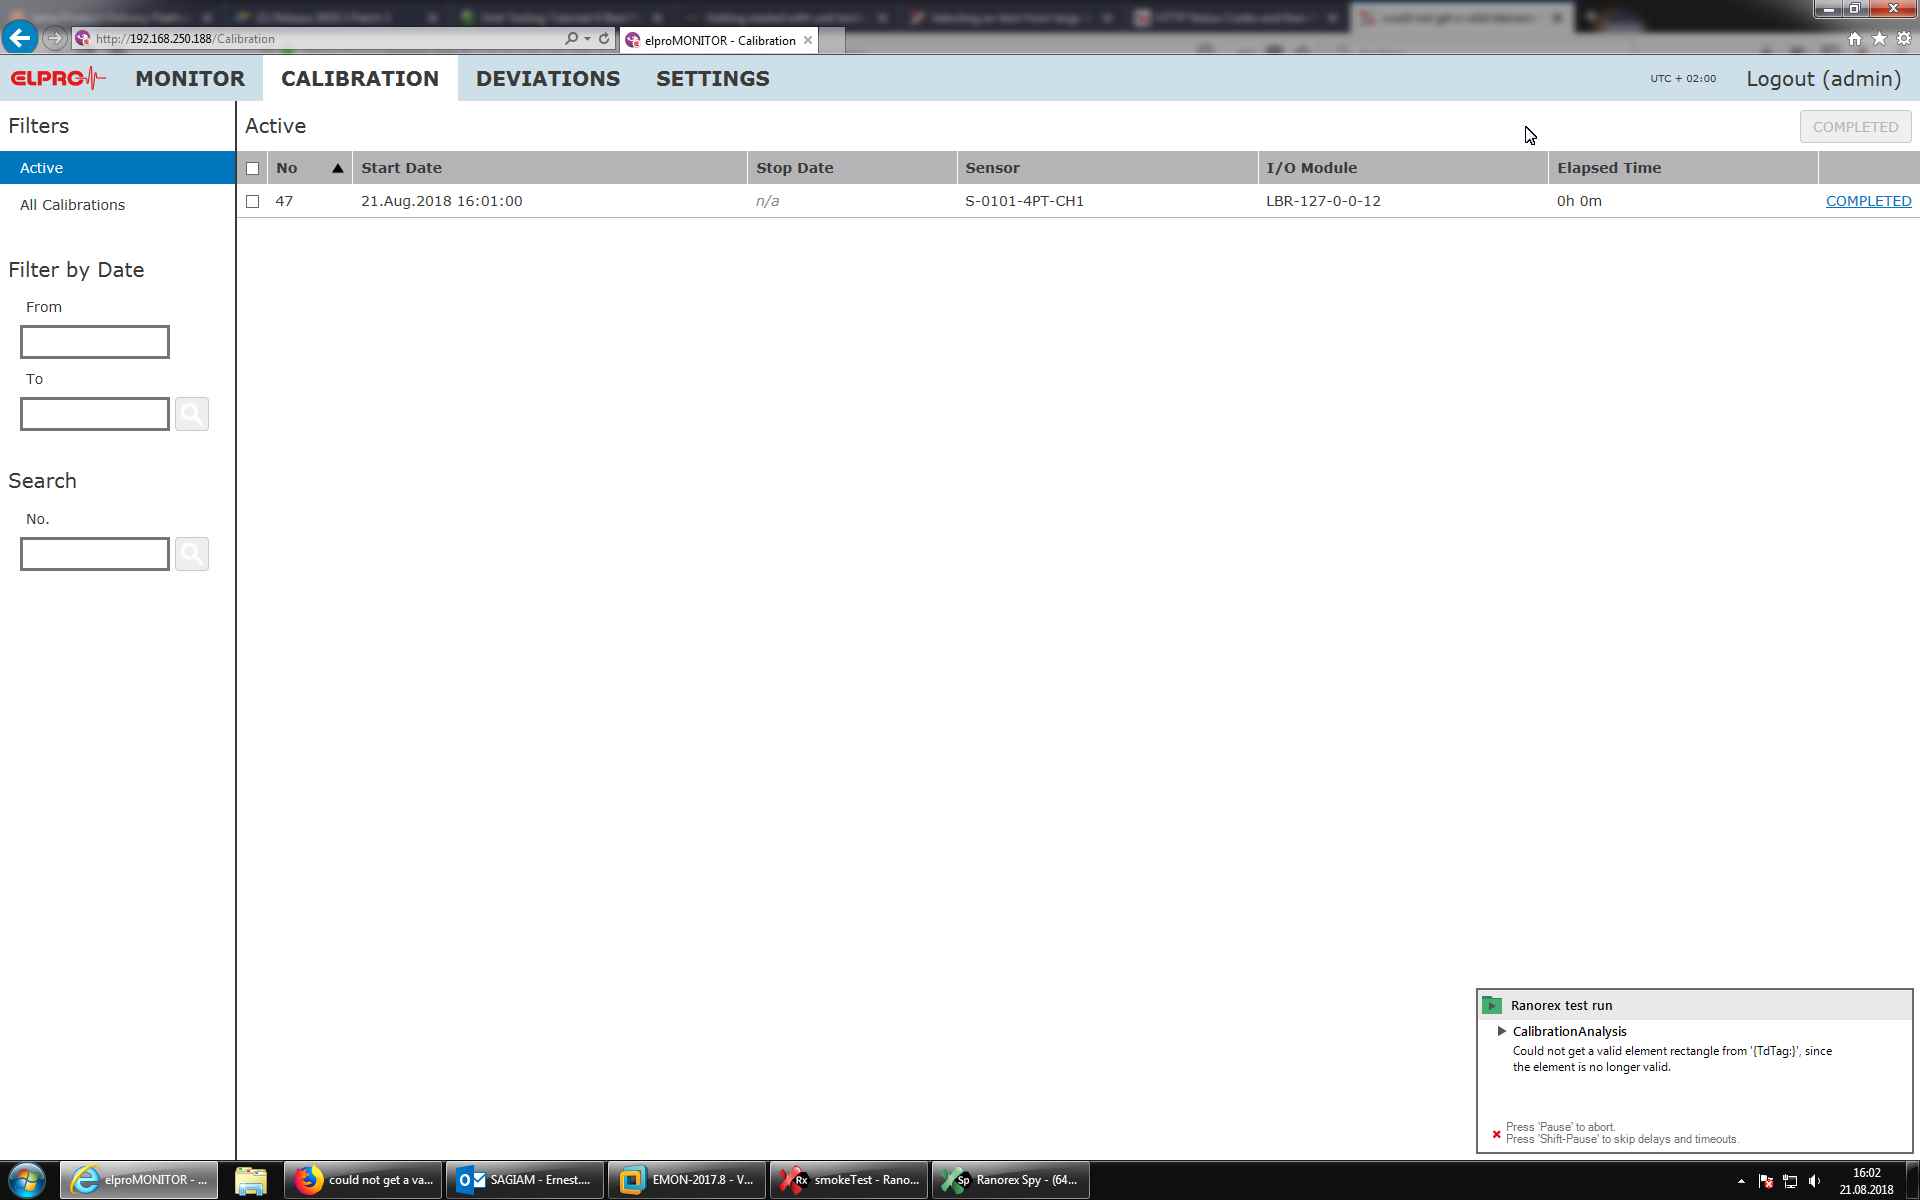 http://192.168.250.188/Calibration
elproMONITOR - Calibration
ELPRO MONITOR CALIBRATION DEVIATIONS SETTINGS UTC + 02:00 Logout (admin)
Filters
Active
All Calibrations
Filter by Date
From
To
Search
No.
Active COMPLETED
No Start Date Stop Date Sensor I/O Module Elapsed Time
47 21.Aug.2018 16:01:00 n/a S-0101-4PT-CH1 LBR-127-0-0-12 0h 0m COMPLETED
Ranorex test run
CalibrationAnalysis
Could not get a valid element rectangle from '{TdTag:}', since
the element is no longer valid.
Press 'Pause' to abort.
Press 'Shift-Pause' to skip delays and timeouts.
elproMONITOR - ...
could not get a va...
SAGIAM - Ernest....
EMON-2017.8 - V...
Rx smokeTest - Rano...
Sp Ranorex Spy - (64...
16:02
21.08.2018